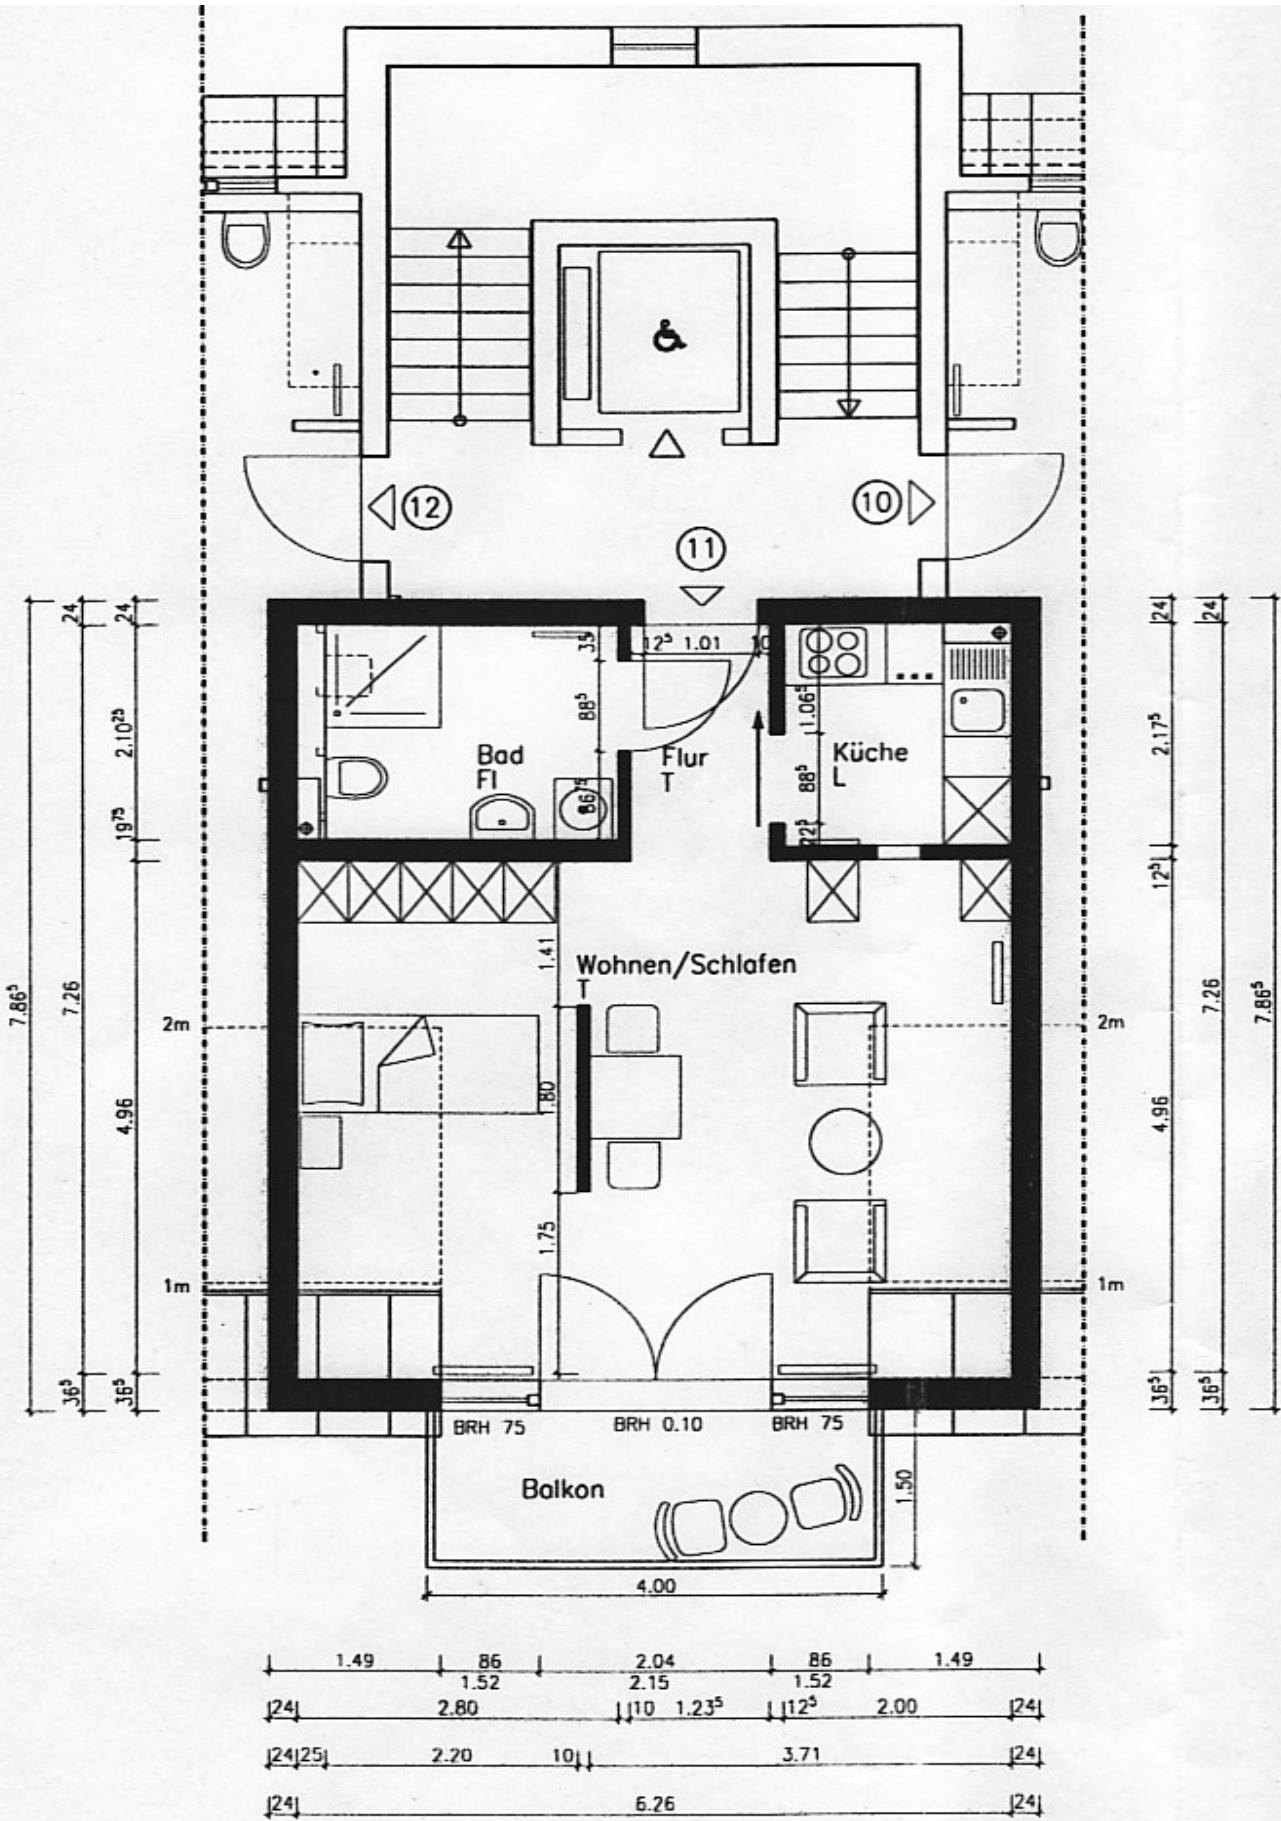 12
10
11
24
24
24
24
24
12⁵ 1.01 10
35
88⁵
86⁷⁵
1.06⁵
88⁵
22⁵
Bad
Fl
Flur
T
Küche
L
2.10²⁵
19⁷⁵
2.17⁵
12⁵
7.86⁵
7.26
4.96
7.26
7.86⁵
4.96
1.41
Wohnen/Schlafen
T
2m
2m
1.80
1.75
1m
1m
36⁵
36⁵
36⁵
36⁵
BRH 75
BRH 0.10
BRH 75
Balkon
1.50
4.00
1.49 86 2.04 86 1.49
1.52 2.15 1.52
24 2.80 10 1.23⁵ 12⁵ 2.00 24
24 25 2.20 10 3.71 24
24 6.26 24